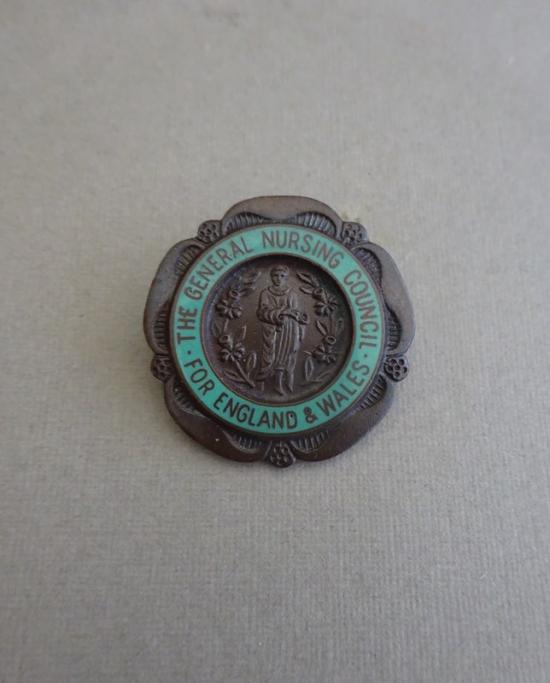 · THE GENERAL NURSING COUNCIL ·
FOR ENGLAND & WALES